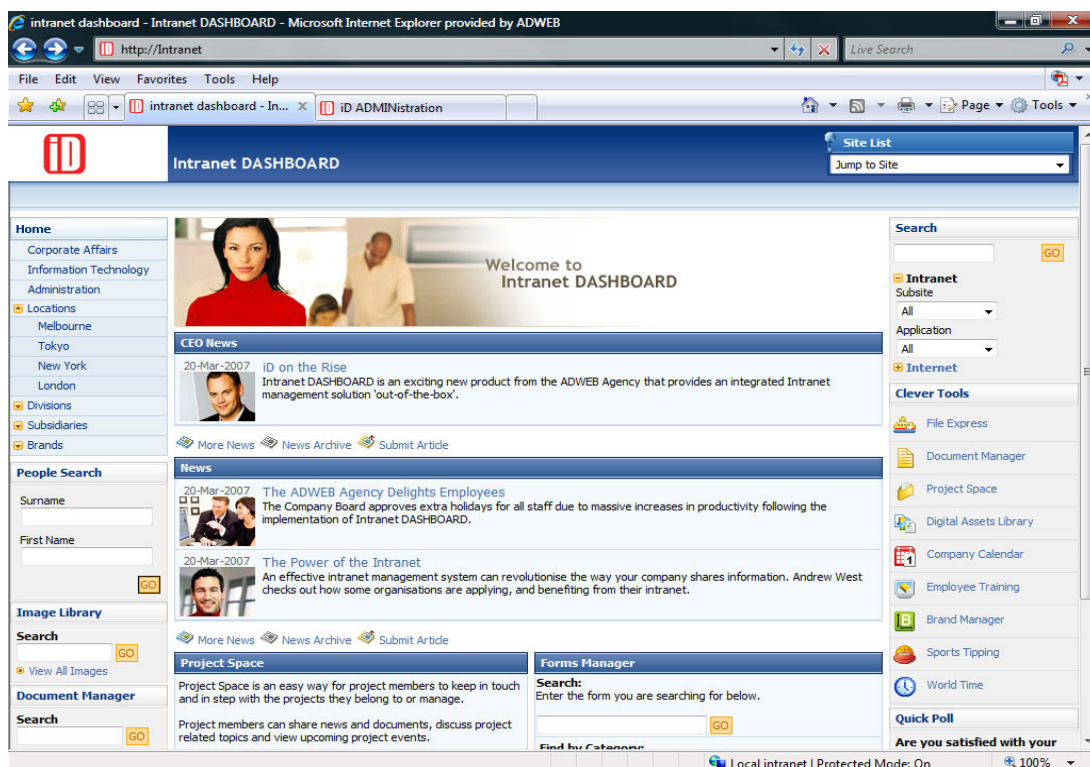 intranet dashboard - Intranet DASHBOARD - Microsoft Internet Explorer provided by ADWEB
http://Intranet
Live Search
File Edit View Favorites Tools Help
intranet dashboard - In...
iD ADMINistration
Page
Tools
iD
Intranet DASHBOARD
Site List
Jump to Site
Home
Corporate Affairs
Information Technology
Administration
Locations
Melbourne
Tokyo
New York
London
Divisions
Subsidiaries
Brands
People Search
Surname
First Name
GO
Image Library
Search
GO
View All Images
Document Manager
Search
GO
Welcome to
Intranet DASHBOARD
CEO News
20-Mar-2007
iD on the Rise
Intranet DASHBOARD is an exciting new product from the ADWEB Agency that provides an integrated Intranet
management solution 'out-of-the-box'.
More News News Archive Submit Article
News
20-Mar-2007
The ADWEB Agency Delights Employees
The Company Board approves extra holidays for all staff due to massive increases in productivity following the
implementation of Intranet DASHBOARD.
20-Mar-2007
The Power of the Intranet
An effective intranet management system can revolutionise the way your company shares information. Andrew West
checks out how some organisations are applying, and benefiting from their intranet.
More News News Archive Submit Article
Project Space
Project Space is an easy way for project members to keep in touch
and in step with the projects they belong to or manage.
Project members can share news and documents, discuss project
related topics and view upcoming project events.
Forms Manager
Search:
Enter the form you are searching for below.
GO
Find by Category:
Search
GO
Intranet
Subsite
All
Application
All
Internet
Clever Tools
File Express
Document Manager
Project Space
Digital Assets Library
Company Calendar
Employee Training
Brand Manager
Sports Tipping
World Time
Quick Poll
Are you satisfied with your
Local intranet | Protected Mode: On
100%